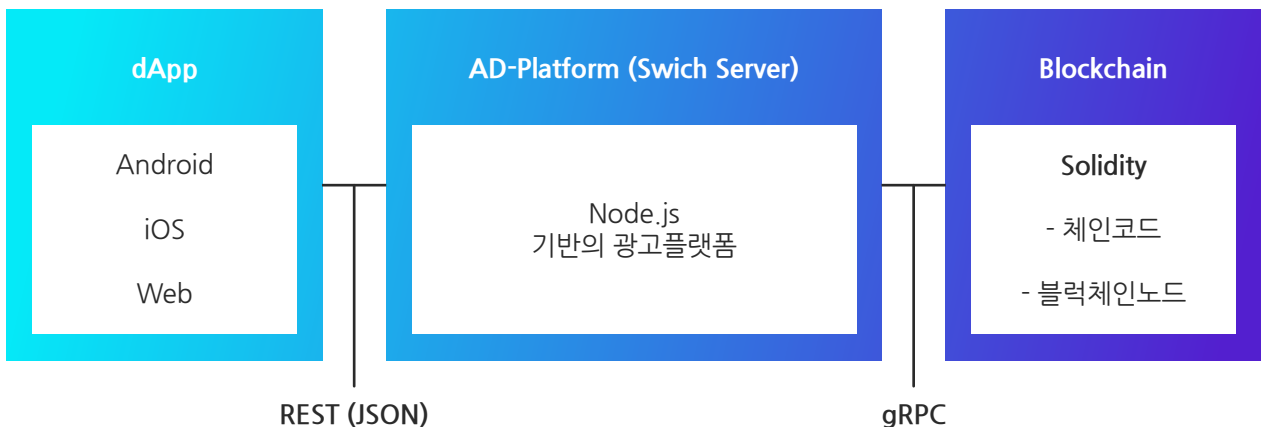 dApp
Android
iOS
Web
AD-Platform (Swich Server)
Node.js
기반의 광고플랫폼
Blockchain
Solidity
- 체인코드
- 블럭체인노드
REST (JSON)
gRPC